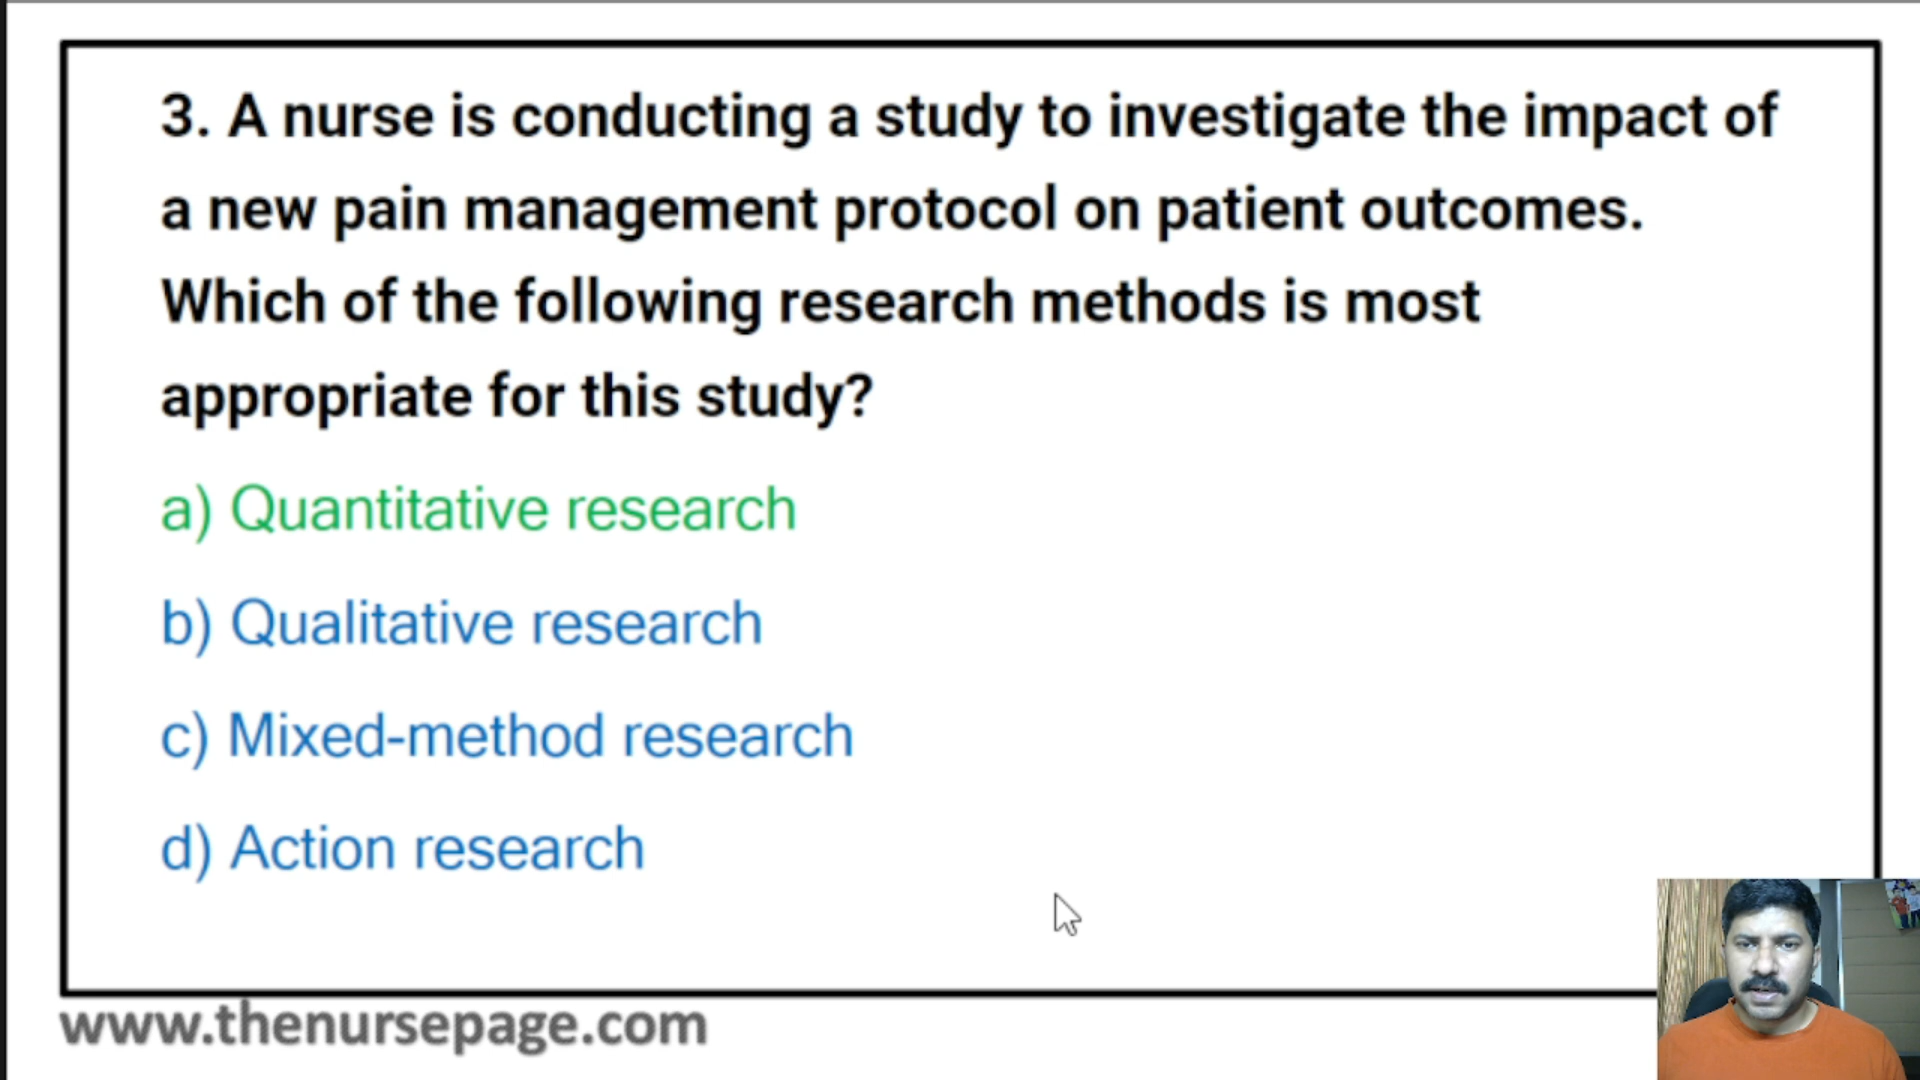 3. A nurse is conducting a study to investigate the impact of
a new pain management protocol on patient outcomes.
Which of the following research methods is most
appropriate for this study?
a) Quantitative research
b) Qualitative research
c) Mixed-method research
d) Action research
www.thenursepage.com